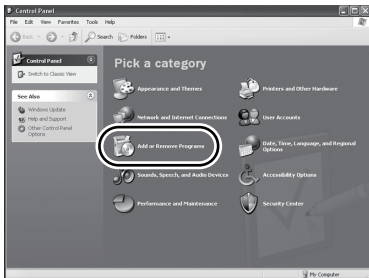 Control Panel
File Edit View Favorites Tools Help
Back Search Folders
Control Panel
Switch to Classic View
See Also
Windows Update
Help and Support
Other Control Panel
Options
Pick a category
Appearance and Themes
Printers and Other Hardware
Network and Internet Connections
User Accounts
Add or Remove Programs
Date, Time, Language, and Regional
Options
Sounds, Speech, and Audio Devices
Accessibility Options
Performance and Maintenance
Security Center
My Computer